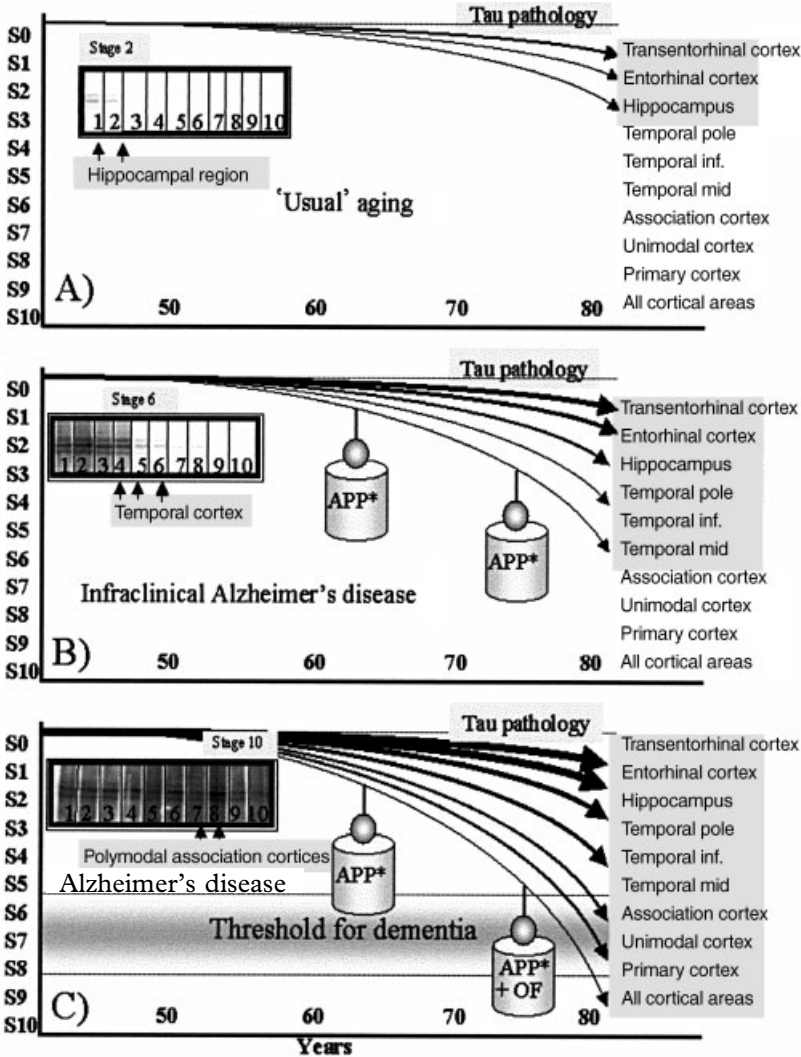 Tau pathology
S0
S1
S2
S3
S4
S5
S6
S7
S8
S9
S10
Stage 2
1 2 3 4 5 6 7 8 9 10
Hippocampal region
'Usual' aging
A)
50 60 70 80
Transentorhinal cortex
Entorhinal cortex
Hippocampus
Temporal pole
Temporal inf.
Temporal mid
Association cortex
Unimodal cortex
Primary cortex
All cortical areas
Tau pathology
S0
S1
S2
S3
S4
S5
S6
S7
S8
S9
S10
Stage 6
1 2 3 4 5 6 7 8 9 10
Temporal cortex
APP*
APP*
Infraclinical Alzheimer's disease
B)
50 60 70 80
Transentorhinal cortex
Entorhinal cortex
Hippocampus
Temporal pole
Temporal inf.
Temporal mid
Association cortex
Unimodal cortex
Primary cortex
All cortical areas
Tau pathology
S0
S1
S2
S3
S4
S5
S6
S7
S8
S9
S10
Stage 10
1 2 3 4 5 6 7 8 9 10
Polymodal association cortices
APP*
Alzheimer's disease
Threshold for dementia
APP*
+ OF
C)
50 60 70 80
Years
Transentorhinal cortex
Entorhinal cortex
Hippocampus
Temporal pole
Temporal inf.
Temporal mid
Association cortex
Unimodal cortex
Primary cortex
All cortical areas